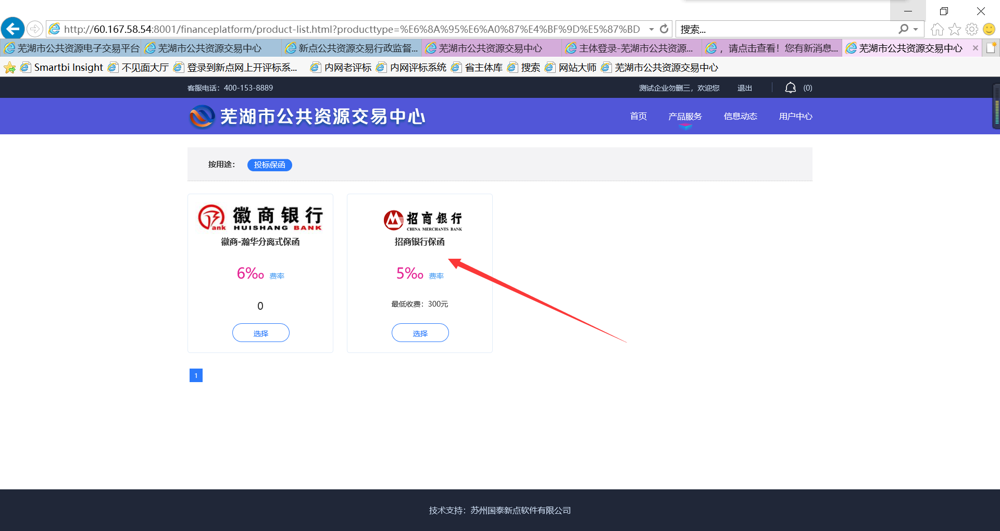 http://60.167.58.54:8001/financeplatform/product-list.html?producttype=%E6%8A%95%E6%A0%87%E4%BF%9D%E5%87%BD
搜索...
芜湖市公共资源电子交易平台
芜湖市公共资源交易中心
新点公共资源交易行政监督...
芜湖市公共资源交易中心
主体登录-芜湖市公共资源...
，请点击查看！您有新消息...
芜湖市公共资源交易中心
Smartbi Insight
不见面大厅
登录到新点网上开评标系...
内网老评标
内网评标系统
省主体库
搜索
网站大师
芜湖市公共资源交易中心
客服电话：400-153-8889
测试企业勿删三，欢迎您
退出
(0)
芜湖市公共资源交易中心
首页
产品服务
信息动态
用户中心
按用途：
投标保函
徽商银行
HUISHANG BANK
徽商-瀚华分离式保函
6‰ 费率
0
选择
招商银行
CHINA MERCHANTS BANK
招商银行保函
5‰ 费率
最低收费：300元
选择
1
技术支持：苏州国泰新点软件有限公司